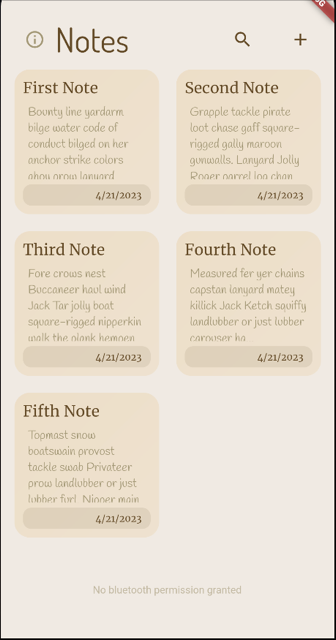 Notes
First Note
Bounty line yardarm
bilge water code of
conduct bilged on her
anchor strike colors
ahoy grog lanyard
4/21/2023
Second Note
Grapple tackle pirate
loot chase gaff square-
rigged gally maroon
gunwalls. Lanyard Jolly
Roger parrel log chan
4/21/2023
Third Note
Fore crows nest
Buccaneer haul wind
Jack Tar jolly boat
square-rigged nipperkin
walk the plank hempen
4/21/2023
Fourth Note
Measured fer yer chains
capstan lanyard matey
killick Jack Ketch squiffy
landlubber or just lubber
carouser ha
4/21/2023
Fifth Note
Topmast snow
boatswain provost
tackle swab Privateer
prow landlubber or just
lubber furl. Nipper main
4/21/2023
No bluetooth permission granted